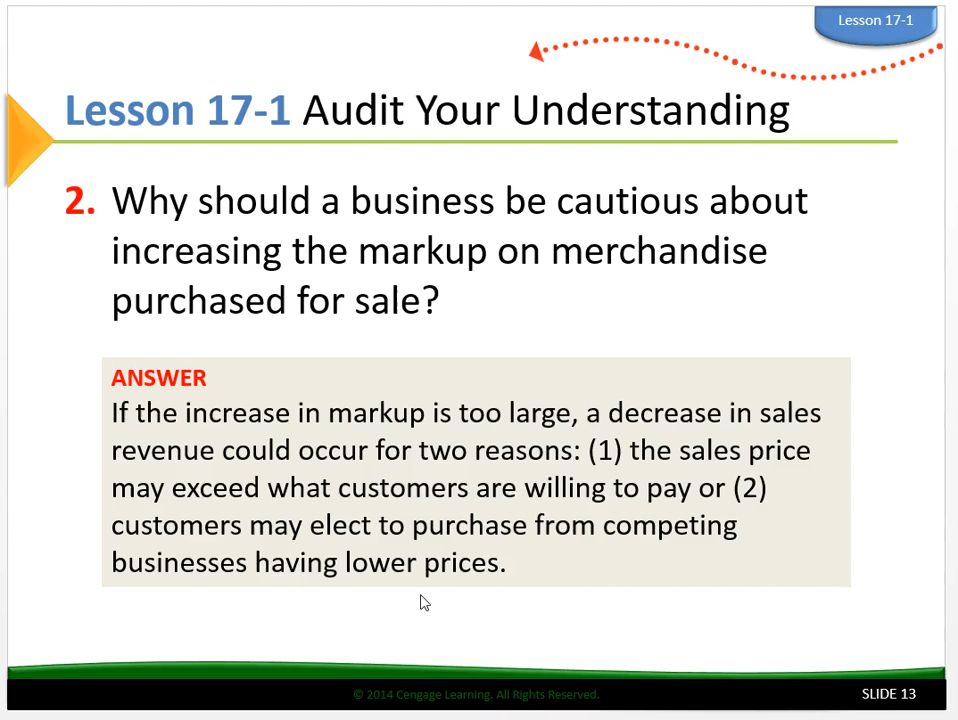 Lesson 17-1
Lesson 17-1 Audit Your Understanding
2. Why should a business be cautious about
increasing the markup on merchandise
purchased for sale?
ANSWER
If the increase in markup is too large, a decrease in sales
revenue could occur for two reasons: (1) the sales price
may exceed what customers are willing to pay or (2)
customers may elect to purchase from competing
businesses having lower prices.
© 2014 Cengage Learning. All Rights Reserved.
SLIDE 13